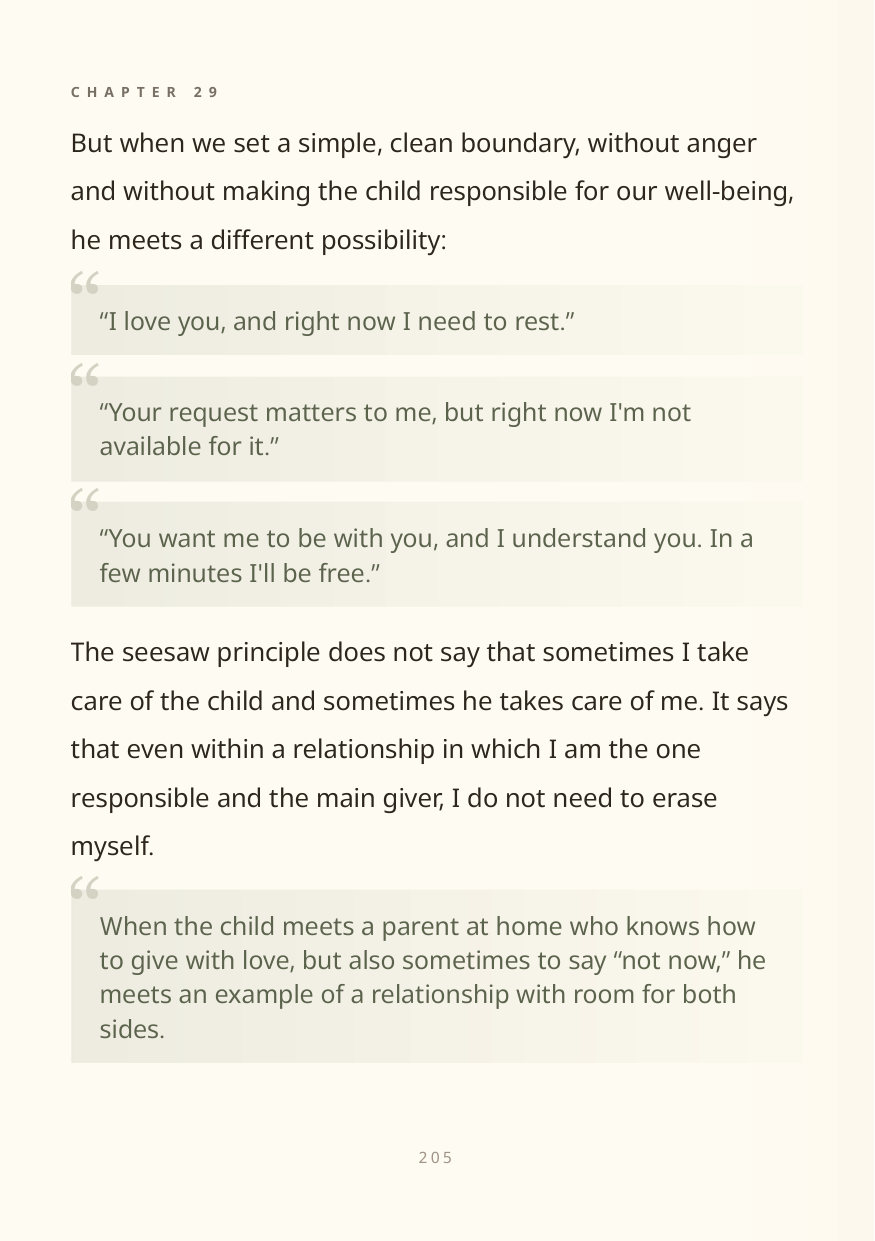 CHAPTER 29
But when we set a simple, clean boundary, without anger
and without making the child responsible for our well-being,
he meets a different possibility:
“
“I love you, and right now I need to rest.”
“
“Your request matters to me, but right now I'm not
available for it.”
“
“You want me to be with you, and I understand you. In a
few minutes I'll be free.”
The seesaw principle does not say that sometimes I take
care of the child and sometimes he takes care of me. It says
that even within a relationship in which I am the one
responsible and the main giver, I do not need to erase
myself.
“
When the child meets a parent at home who knows how
to give with love, but also sometimes to say “not now,” he
meets an example of a relationship with room for both
sides.
205